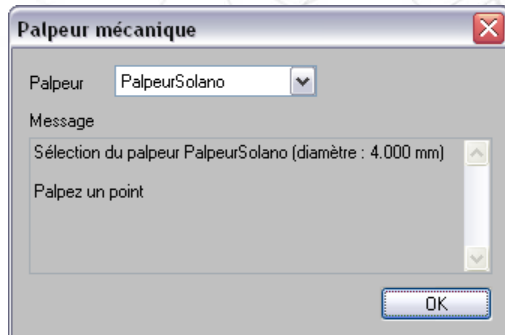 Palpeur mécanique
Palpeur PalpeurSolano
Message
Sélection du palpeur PalpeurSolano (diamètre : 4.000 mm)
Palpez un point
OK